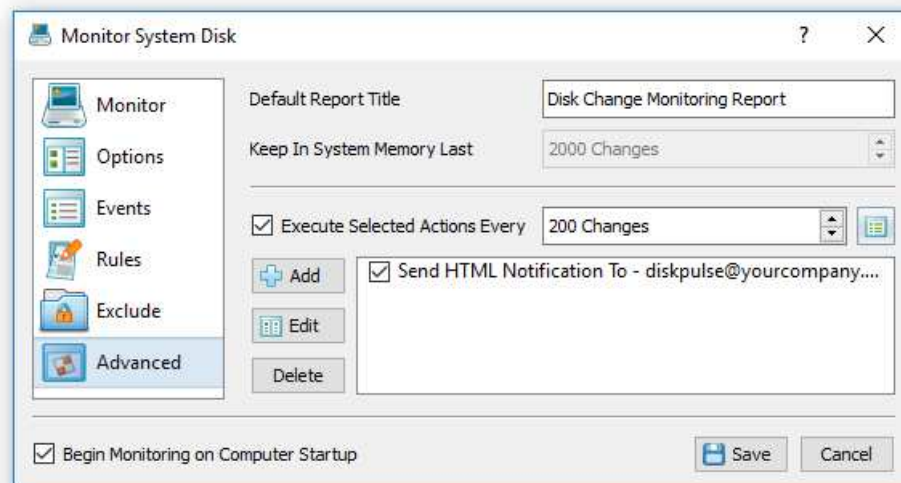 Monitor System Disk
?
Monitor
Options
Events
Rules
Exclude
Advanced
Default Report Title
Disk Change Monitoring Report
Keep In System Memory Last
2000 Changes
Execute Selected Actions Every
200 Changes
Add
Edit
Delete
Send HTML Notification To - diskpulse@yourcompany....
Begin Monitoring on Computer Startup
Save
Cancel